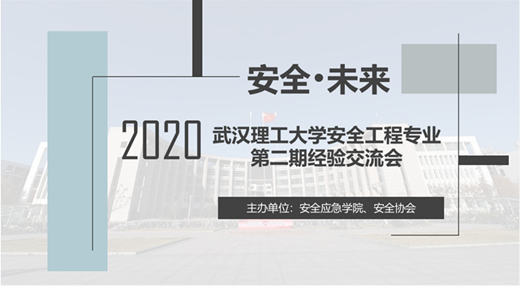 安全·未来
2020 武汉理工大学安全工程专业
第二期经验交流会
主办单位：安全应急学院、安全协会